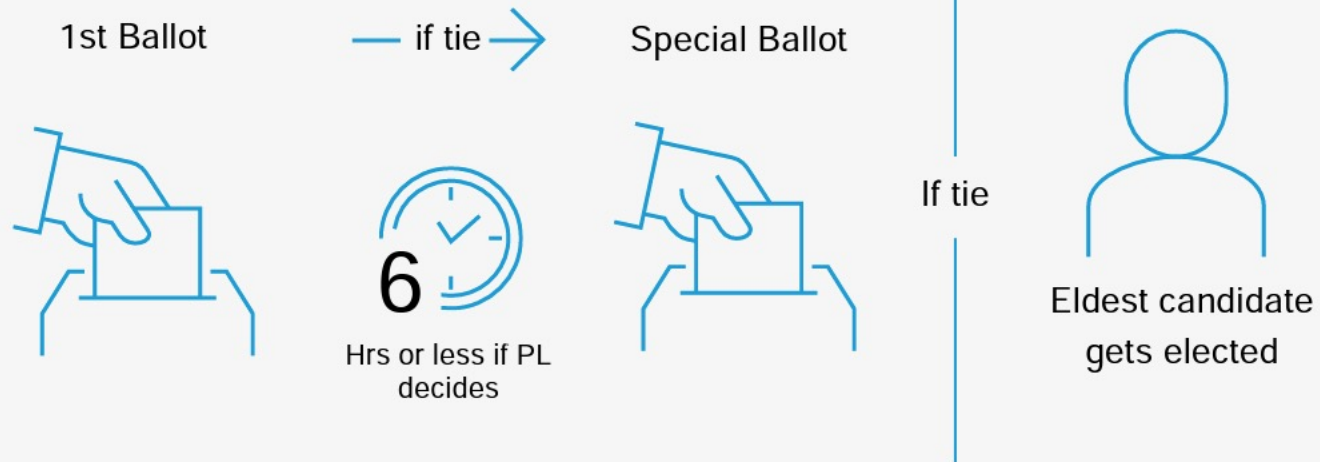 1st Ballot
if tie
Special Ballot
6
Hrs or less if PL
decides
If tie
Eldest candidate
gets elected